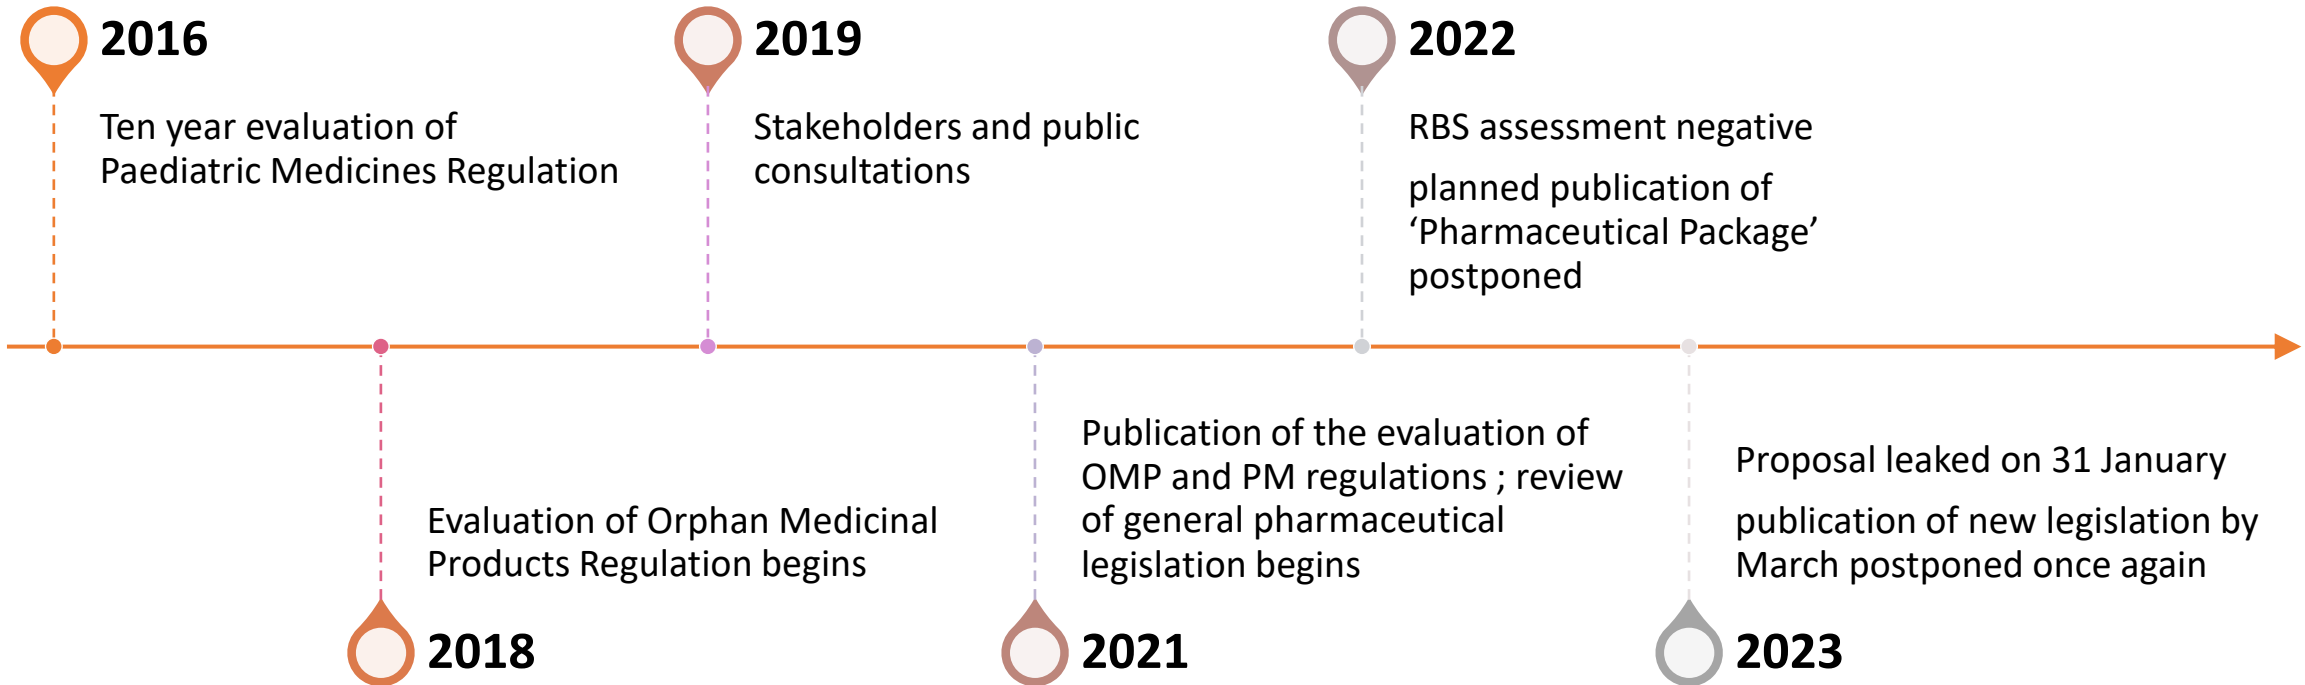 2016
Ten year evaluation of
Paediatric Medicines Regulation
2018
Evaluation of Orphan Medicinal
Products Regulation begins
2019
Stakeholders and public
consultations
2021
Publication of the evaluation of
OMP and PM regulations ; review
of general pharmaceutical
legislation begins
2022
RBS assessment negative
planned publication of
‘Pharmaceutical Package’
postponed
2023
Proposal leaked on 31 January
publication of new legislation by
March postponed once again